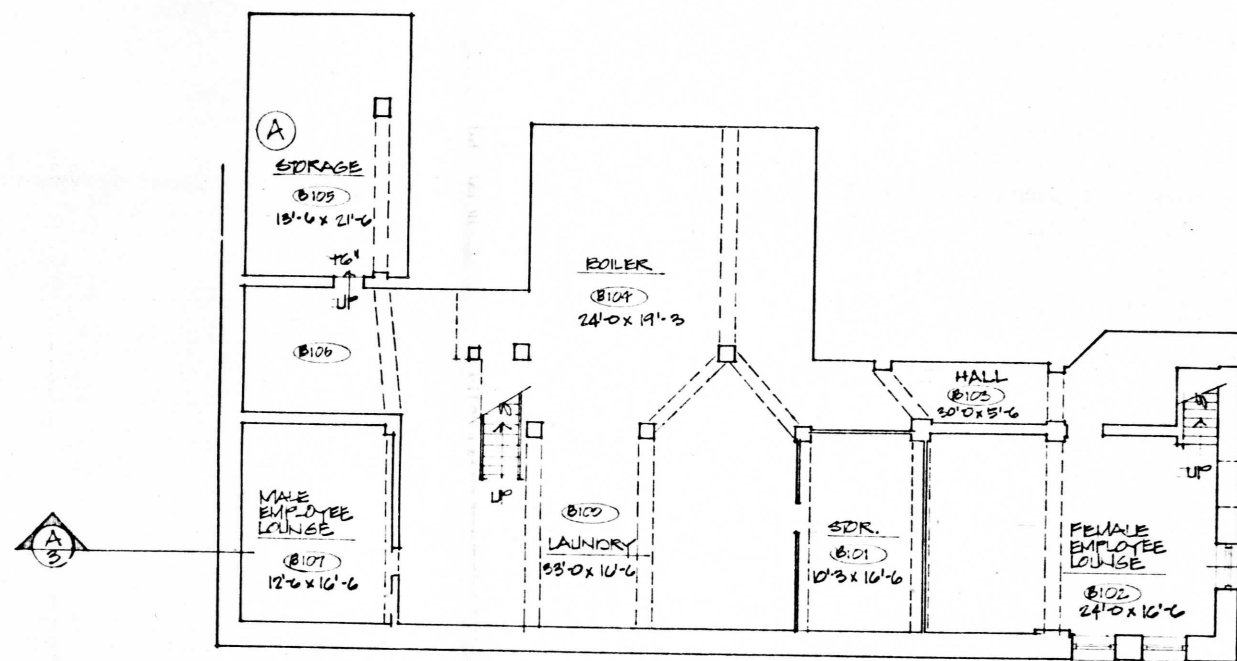 A
STORAGE
B105
13'-6 x 21'-6
+6"
UP
B106
BOILER
B104
24'-0 x 19'-3
HALL
B103
30'-0 x 5'-6
UP
UP
MALE
EMPLOYEE
LOUNGE
B107
12'-6 x 16'-6
B105
LAUNDRY
33'-0 x 16'-6
STOR.
B101
10'-3 x 16'-6
FEMALE
EMPLOYEE
LOUNGE
B102
24'-0 x 16'-6
A
3